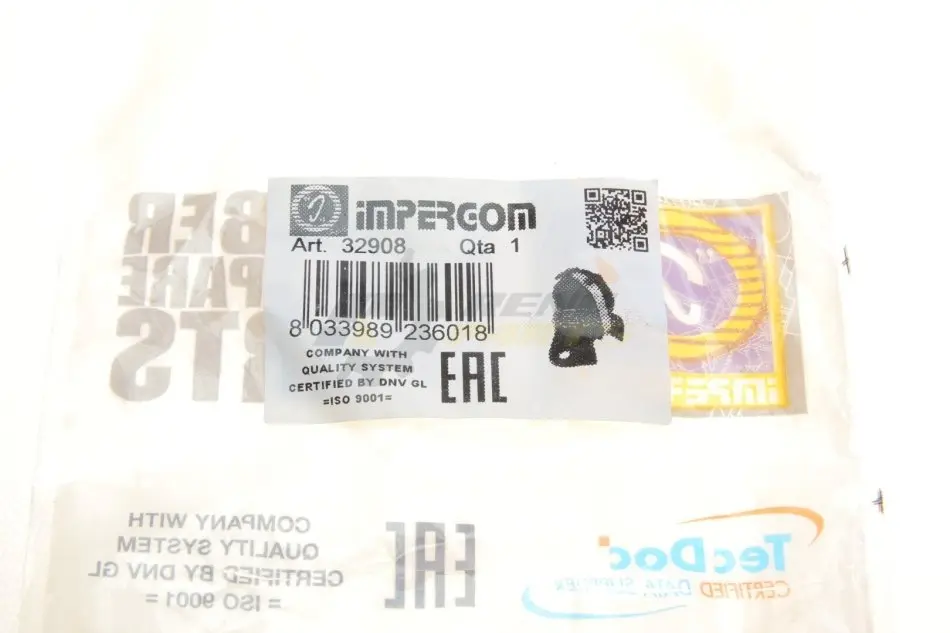 iMPERGOM
Art. 32908 Qta 1
8 033989 236018
COMPANY WITH
QUALITY SYSTEM
CERTIFIED BY DNV GL
=ISO 9001=
EAC
BER
PARE
RTS
iMPE
COMPANY WITH
QUALITY SYSTEM
CERTIFIED BY DNV GL
= ISO 9001 =
EAC
TecDoc
CERTIFIED DATA SUPPLIER